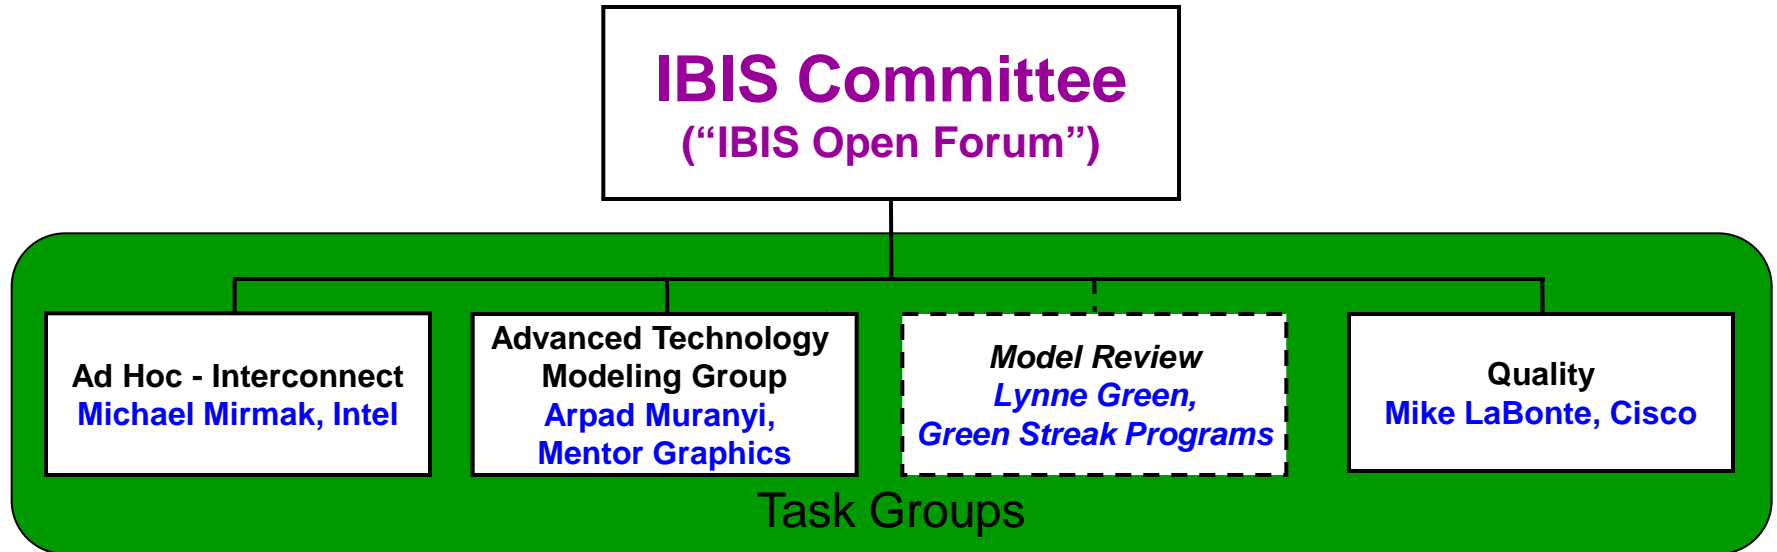 IBIS Committee
(“IBIS Open Forum”)
Ad Hoc - Interconnect
Michael Mirmak, Intel
Advanced Technology
Modeling Group
Arpad Muranyi,
Mentor Graphics
Model Review
Lynne Green,
Green Streak Programs
Quality
Mike LaBonte, Cisco
Task Groups